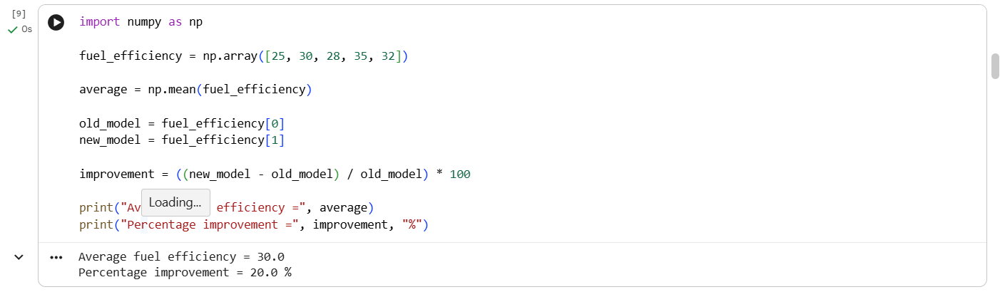 [9]
0s
import numpy as np
fuel_efficiency = np.array([25, 30, 28, 35, 32])
average = np.mean(fuel_efficiency)
old_model = fuel_efficiency[0]
new_model = fuel_efficiency[1]
improvement = ((new_model - old_model) / old_model) * 100
Loading...
print("Av efficiency =", average)
print("Percentage improvement =", improvement, "%")
Average fuel efficiency = 30.0
Percentage improvement = 20.0 %